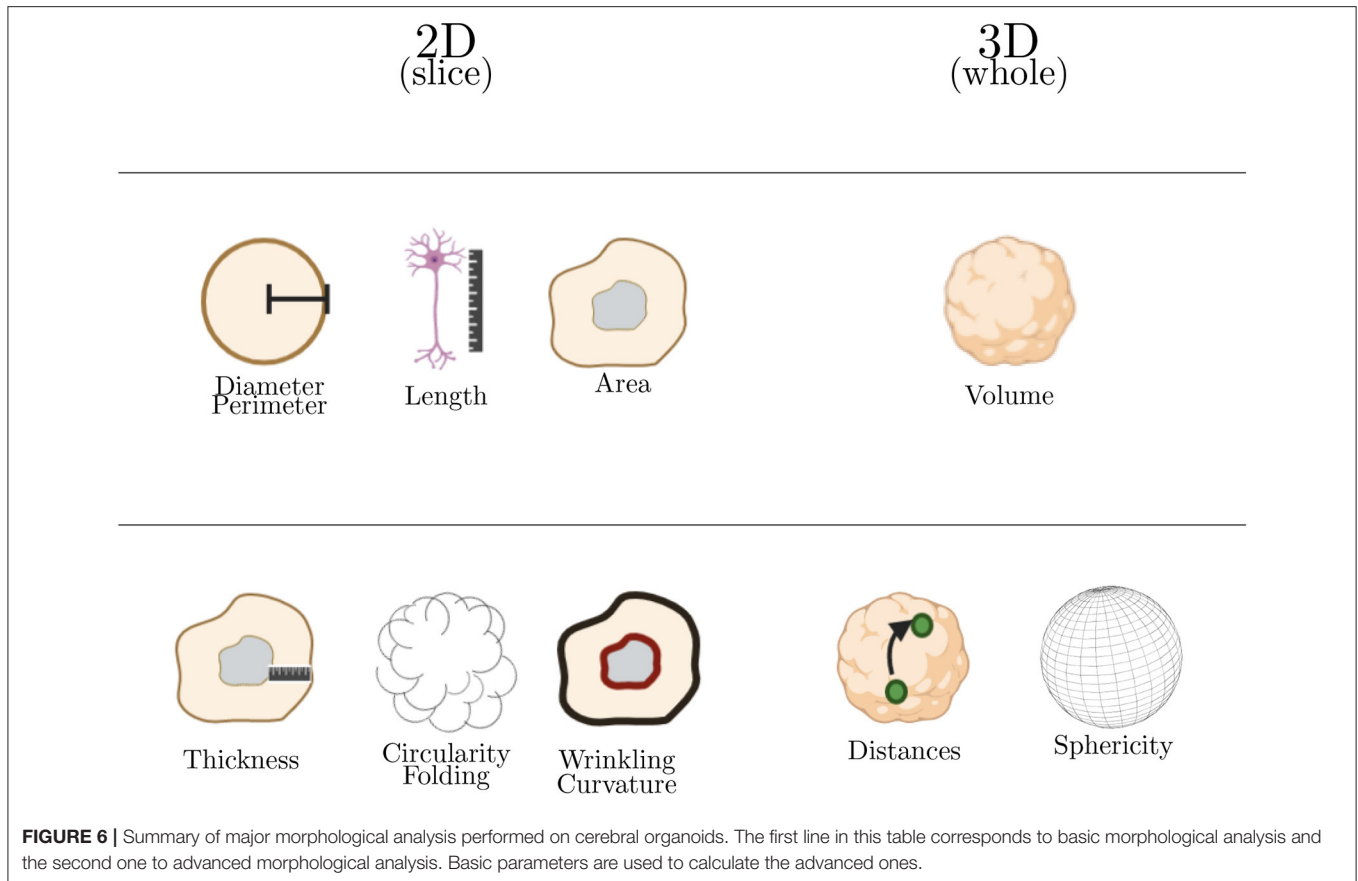 2D
(slice)
3D
(whole)
Diameter
Perimeter
Length
Area
Volume
Thickness
Circularity
Folding
Wrinkling
Curvature
Distances
Sphericity
FIGURE 6 | Summary of major morphological analysis performed on cerebral organoids. The first line in this table corresponds to basic morphological analysis and
the second one to advanced morphological analysis. Basic parameters are used to calculate the advanced ones.